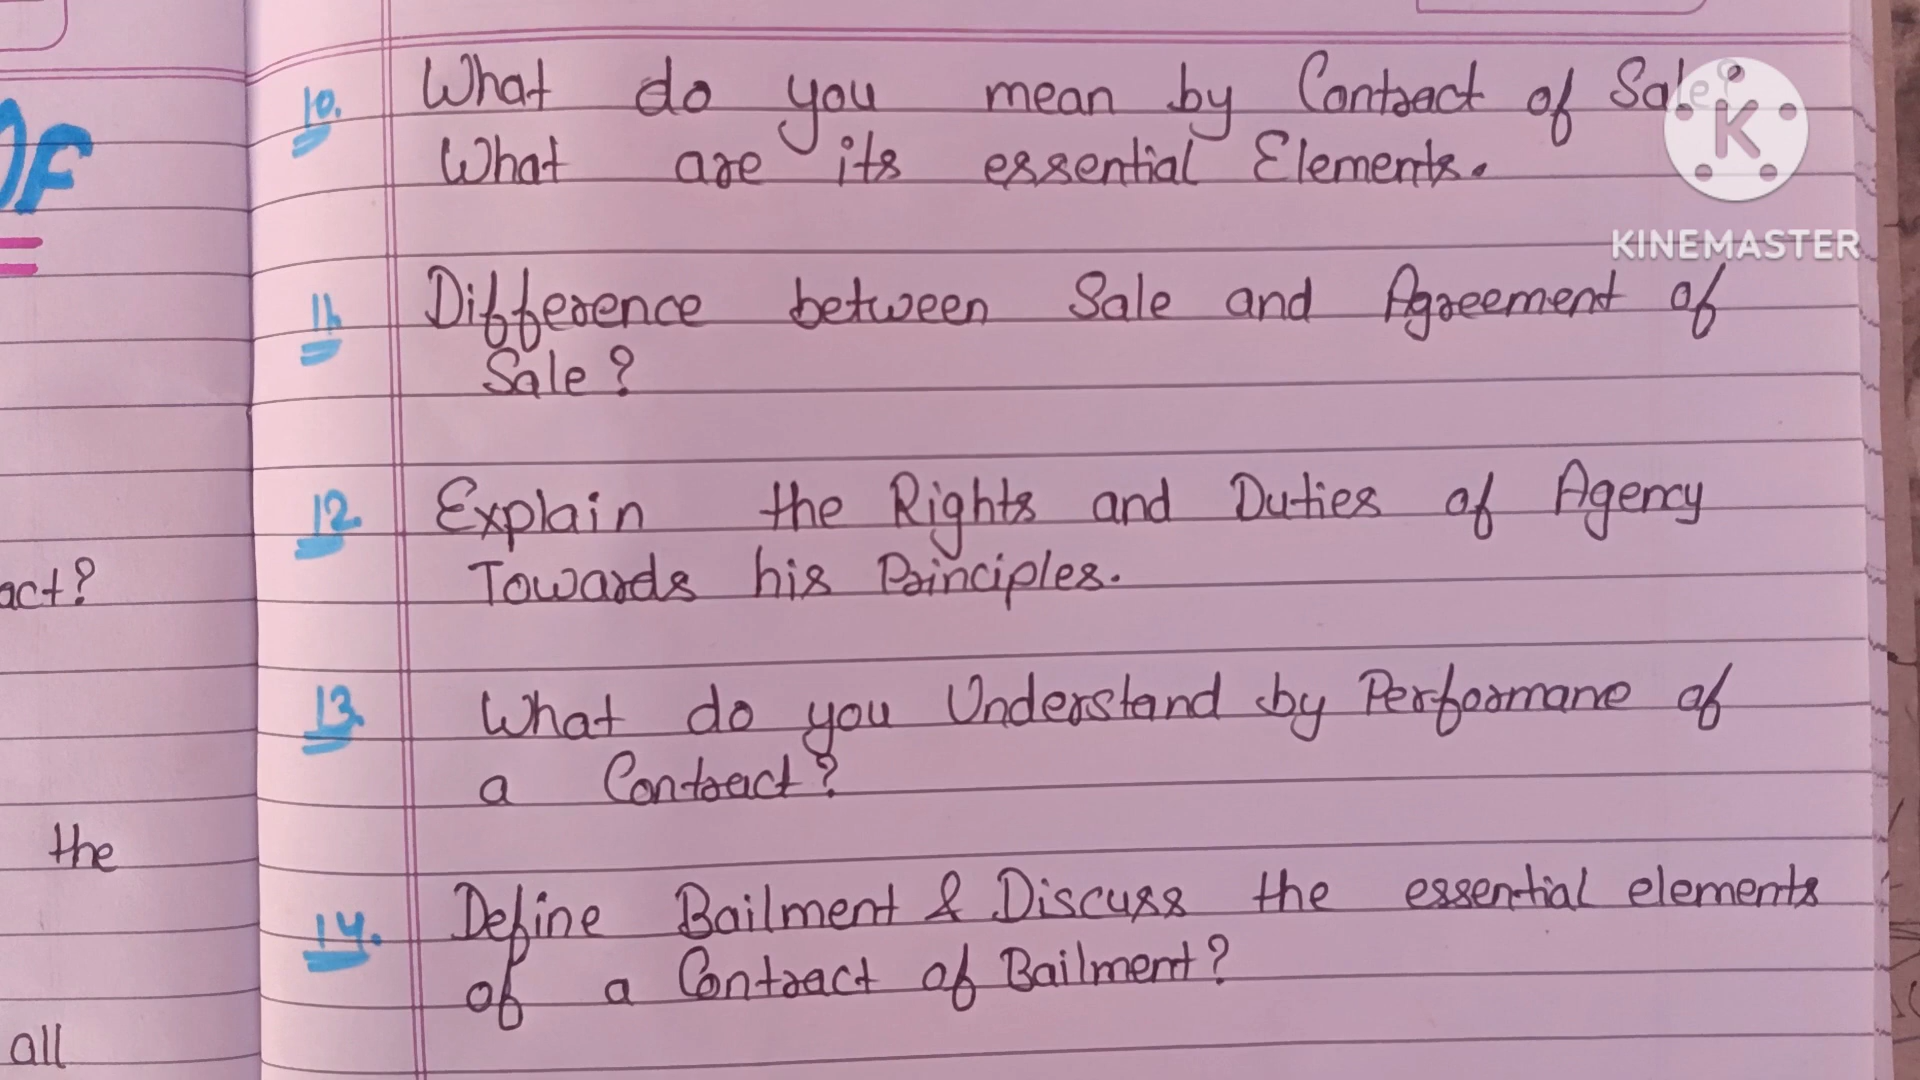 OF
act?
the
all
10. What do you mean by Contract of Sale?
What are its essential Elements.
11. Difference between Sale and Agreement of
Sale?
12. Explain the Rights and Duties of Agency
Towards his Principles.
13. What do you Understand by Performane of
a Contract?
14. Define Bailment & Discuss the essential elements
of a Contract of Bailment?
K
KINEMASTER